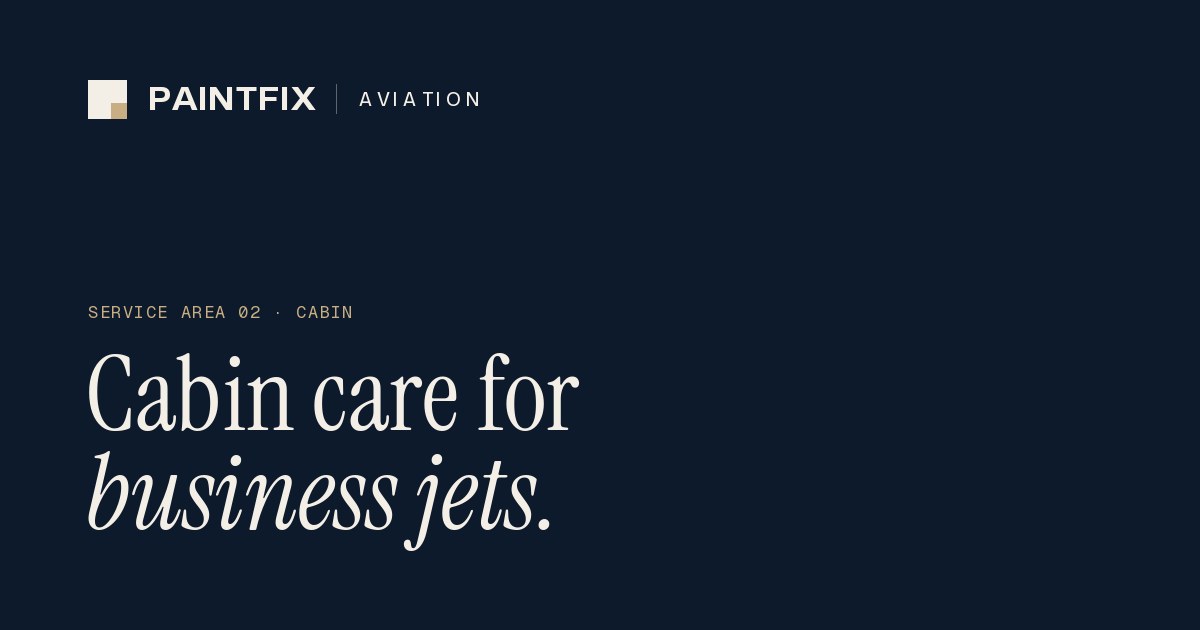 PAINTFIX AVIATION
SERVICE AREA 02 · CABIN
Cabin care for
business jets.